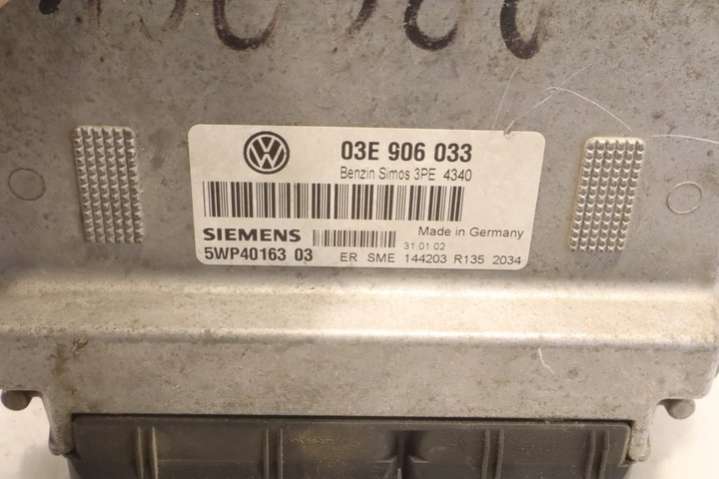 03E 906 033
Benzin Simos 3PE 4340
Made in Germany
SIEMENS
31 01 02
5WP40163 03 ER SME 144203 R135 2034